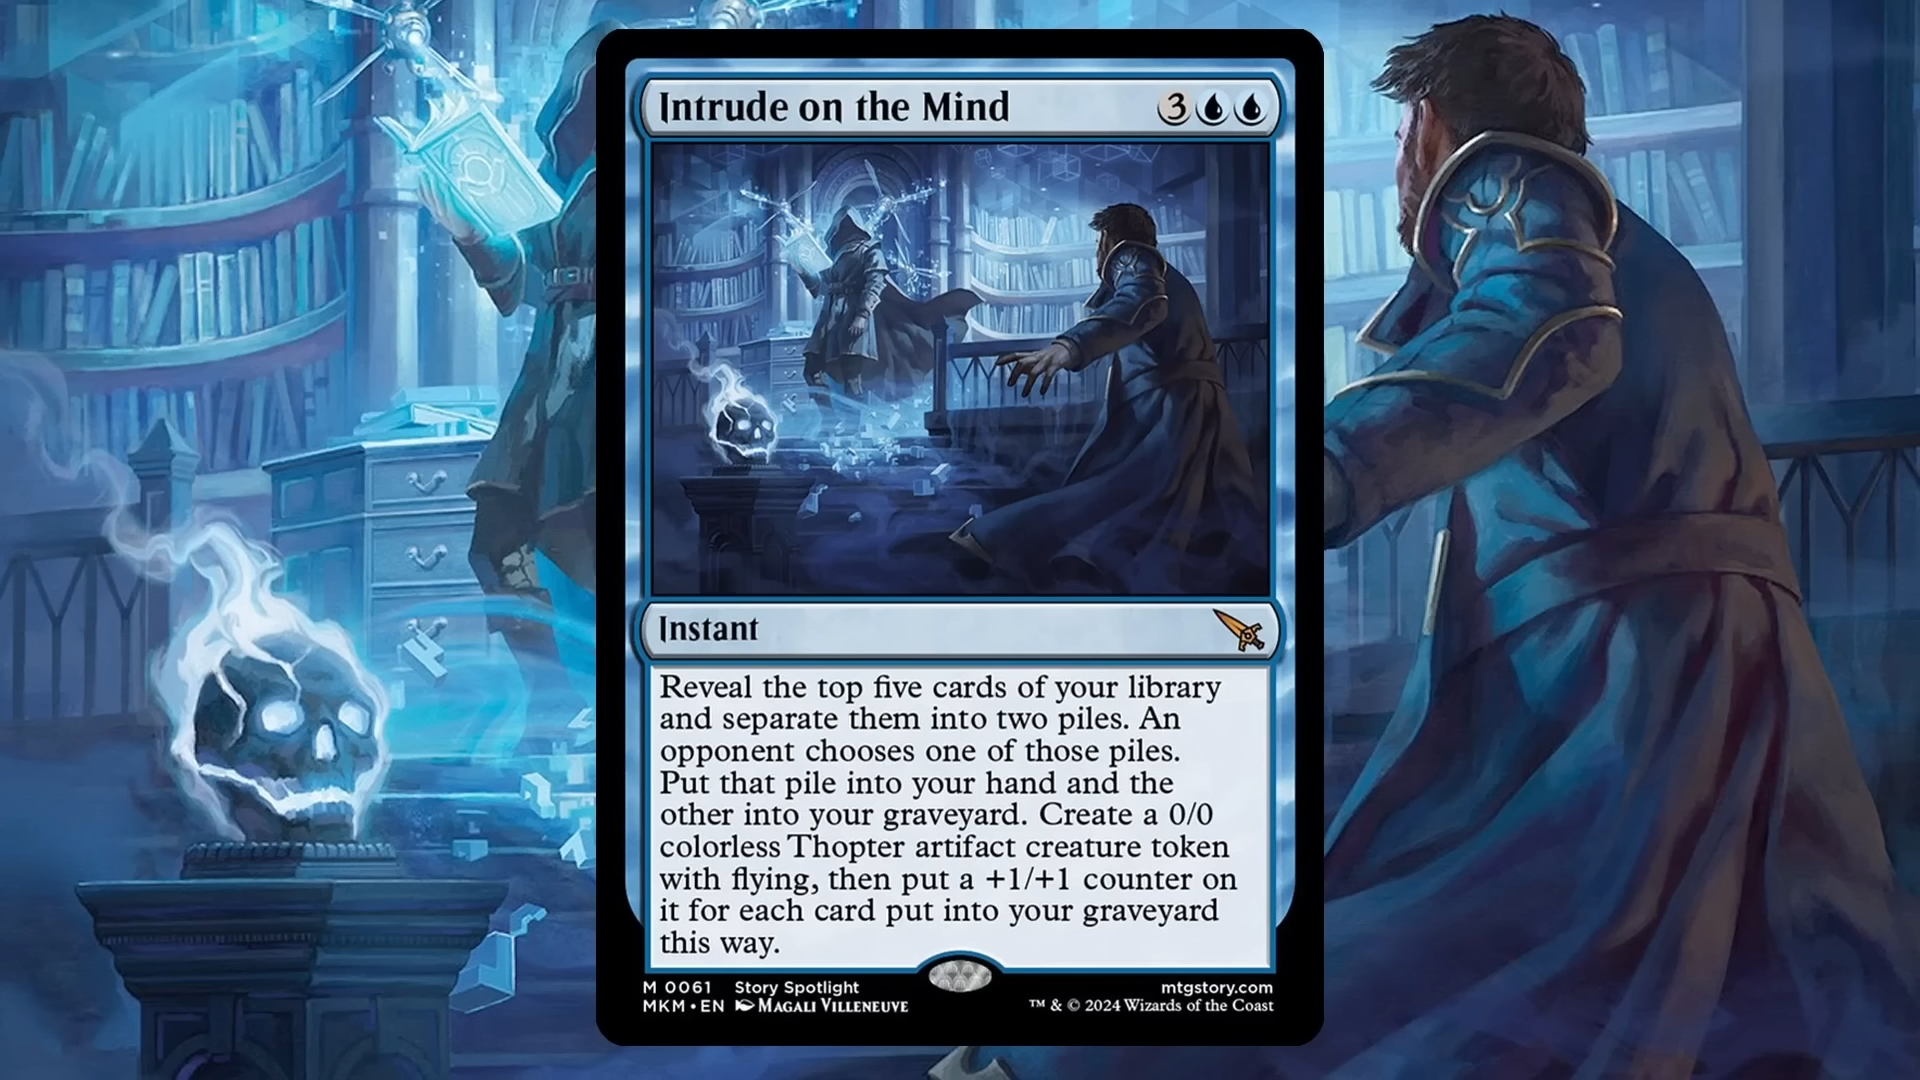 Intrude on the Mind 3
Instant
Reveal the top five cards of your library
and separate them into two piles. An
opponent chooses one of those piles.
Put that pile into your hand and the
other into your graveyard. Create a 0/0
colorless Thopter artifact creature token
with flying, then put a +1/+1 counter on
it for each card put into your graveyard
this way.
M 0061 Story Spotlight mtgstory.com
MKM • EN Magali Villeneuve ™ & © 2024 Wizards of the Coast